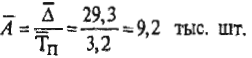 Ā = Δ̄ / T̄п = 29,3 / 3,2 = 9,2 тыс. шт.